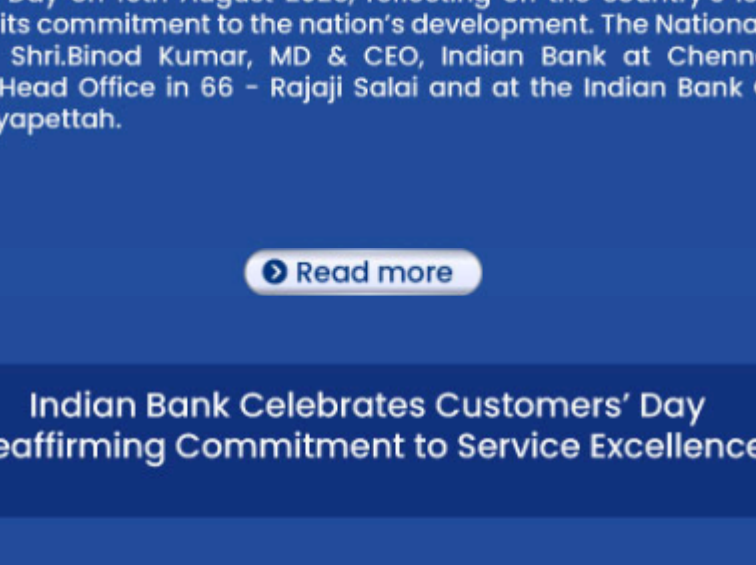 its commitment to the nation's development. The National
Shri.Binod Kumar, MD & CEO, Indian Bank at
Head Office in 66 - Rajaji Salai and at the Indian Bank
yapettah.
Read more
Indian Bank Celebrates Customers’ Day
eaffirming Commitment to Service Excellence